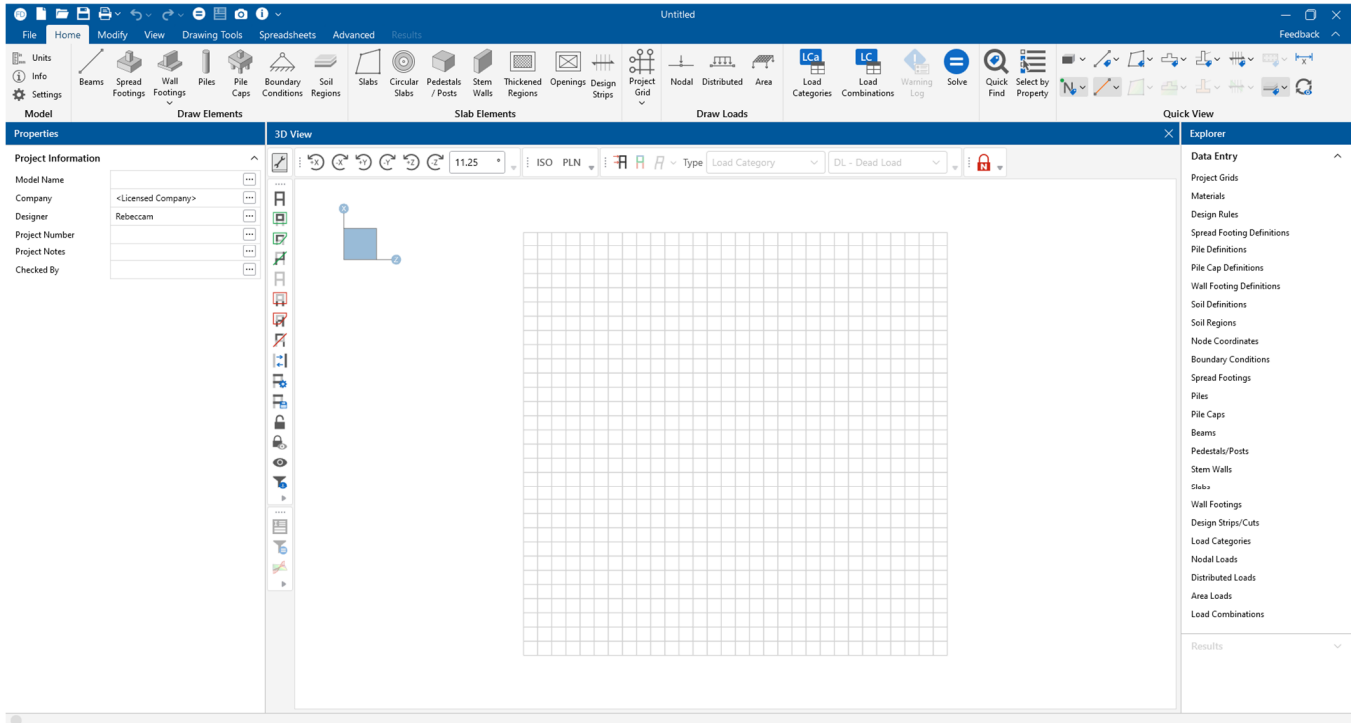 FD
Untitled
File Home Modify View Drawing Tools Spreadsheets Advanced Results Feedback
Units
Info
Settings
Model
Beams
Spread Footings
Wall Footings
Piles
Pile Caps
Boundary Conditions
Soil Regions
Draw Elements
Slabs
Circular Slabs
Pedestals / Posts
Stem Walls
Thickened Regions
Openings
Design Strips
Slab Elements
Project Grid
Nodal
Distributed
Area
Draw Loads
LCa
Load Categories
LC
Load Combinations
Warning Log
Solve
Quick Find
Select by Property
N
x
Quick View
Properties
Project Information
Model Name
Company <Licensed Company>
Designer Rebeccam
Project Number
Project Notes
Checked By
3D View
+X -X +Y -Y +Z -Z 11.25 ° ISO PLN Type Load Category DL - Dead Load N
X
Z
Explorer
Data Entry
Project Grids
Materials
Design Rules
Spread Footing Definitions
Pile Definitions
Pile Cap Definitions
Wall Footing Definitions
Soil Definitions
Soil Regions
Node Coordinates
Boundary Conditions
Spread Footings
Piles
Pile Caps
Beams
Pedestals/Posts
Stem Walls
Slabs
Wall Footings
Design Strips/Cuts
Load Categories
Nodal Loads
Distributed Loads
Area Loads
Load Combinations
Results